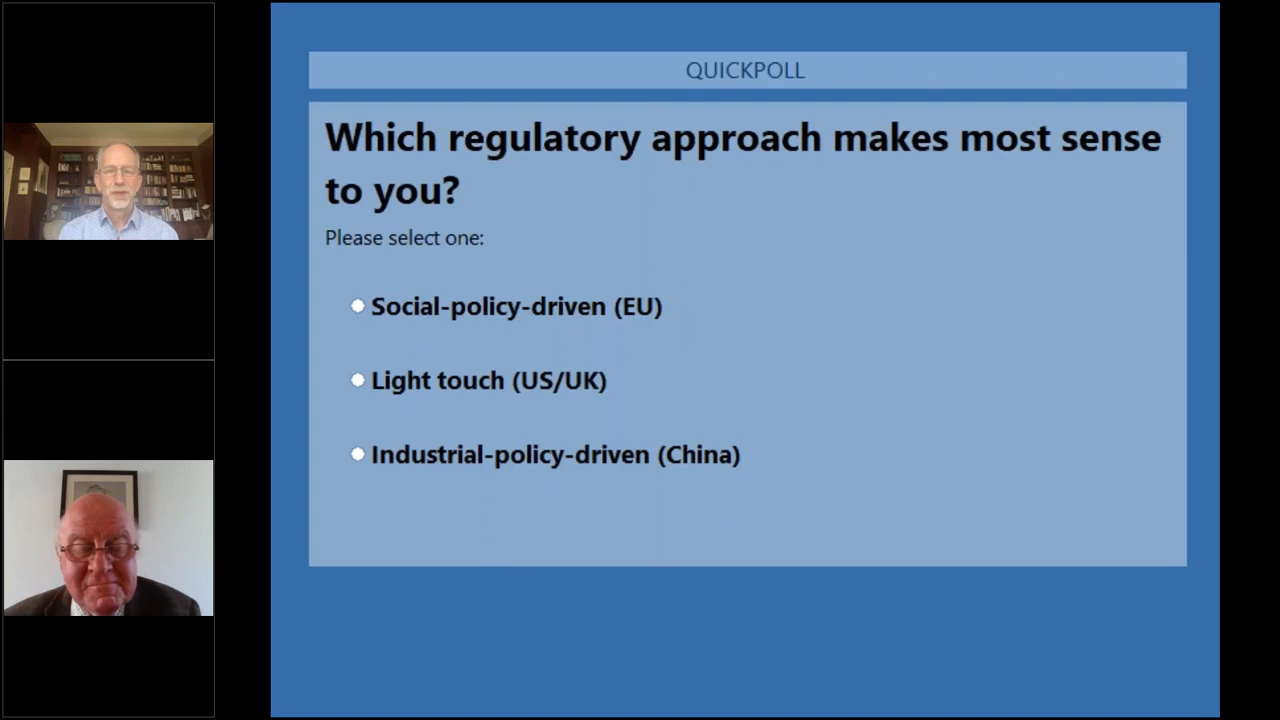 QUICKPOLL
Which regulatory approach makes most sense
to you?
Please select one:
Social-policy-driven (EU)
Light touch (US/UK)
Industrial-policy-driven (China)